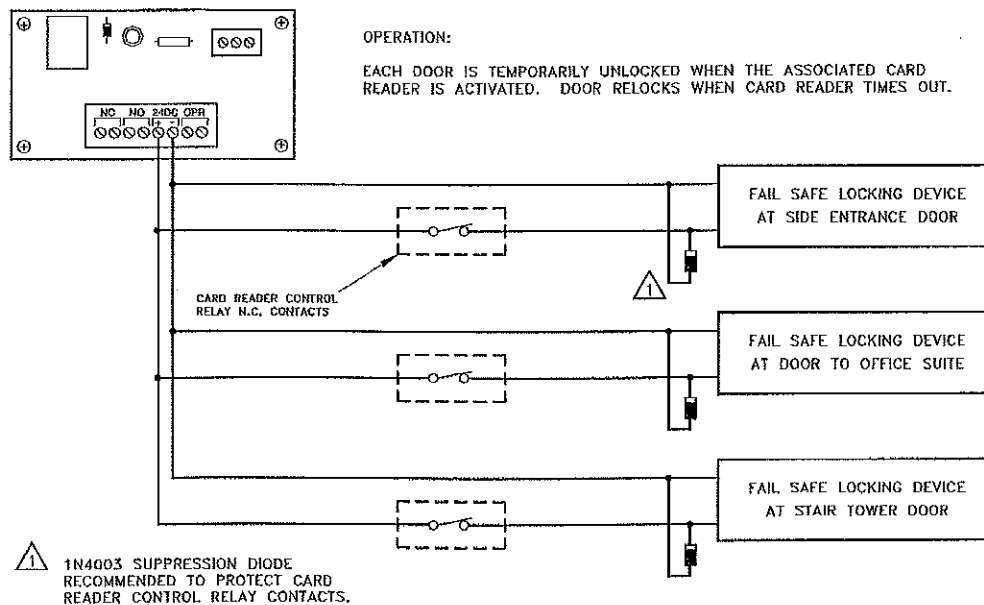 OPERATION:
EACH DOOR IS TEMPORARILY UNLOCKED WHEN THE ASSOCIATED CARD
READER IS ACTIVATED. DOOR RELOCKS WHEN CARD READER TIMES OUT.
NC NO 24DC OPR
+ -
FAIL SAFE LOCKING DEVICE
AT SIDE ENTRANCE DOOR
1
CARD READER CONTROL
RELAY N.C. CONTACTS
FAIL SAFE LOCKING DEVICE
AT DOOR TO OFFICE SUITE
FAIL SAFE LOCKING DEVICE
AT STAIR TOWER DOOR
1 1N4003 SUPPRESSION DIODE
RECOMMENDED TO PROTECT CARD
READER CONTROL RELAY CONTACTS.